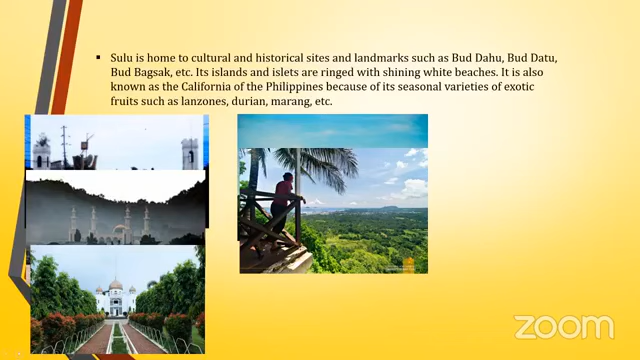 Sulu is home to cultural and historical sites and landmarks such as Bud Dahu, Bud Datu,
Bud Bagsak, etc. Its islands and islets are ringed with shining white beaches. It is also
known as the California of the Philippines because of its seasonal varieties of exotic
fruits such as lanzones, durian, marang, etc.
zoom